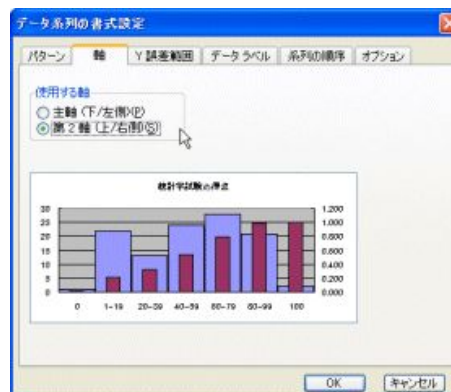 データ系列の書式設定
パターン 軸 Y 誤差範囲 データ ラベル 系列の順序 オプション
使用する軸
主軸 (下/左側)(P)
第 2 軸 (上/右側)(S)
統計学試験の得点
30 1.200
25 1.000
20 0.800
15 0.600
10 0.400
5 0.200
0 0.000
0 1-19 20-39 40-59 60-79 80-99 100
OK キャンセル